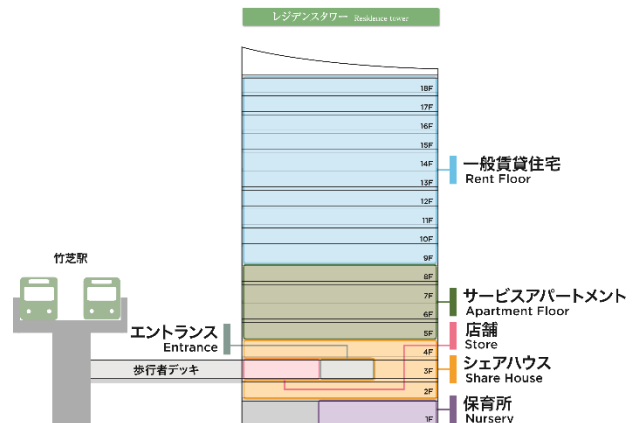 レジデンスタワー Residence tower
18F
17F
16F
15F
14F
13F
12F
11F
10F
9F
8F
7F
6F
5F
4F
3F
2F
1F
一般賃貸住宅
Rent Floor
竹芝駅
サービスアパートメント
Apartment Floor
エントランス
Entrance
店舗
Store
歩行者デッキ
シェアハウス
Share House
保育所
Nursery